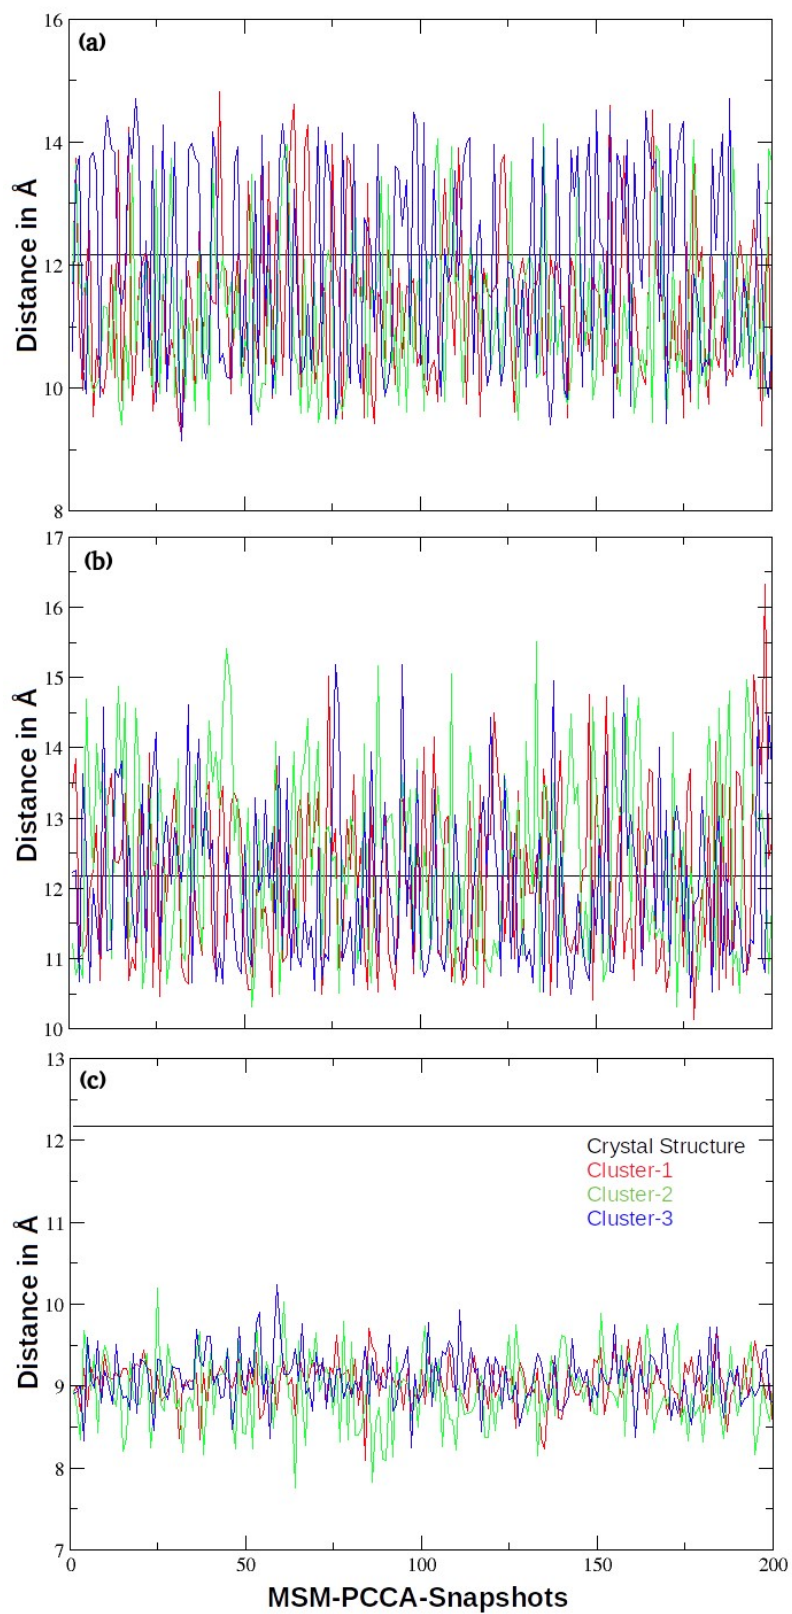 (a)
16
14
12
10
8
Distance in Å
(b)
17
16
15
14
13
12
11
10
Distance in Å
(c)
13
12
11
10
9
8
7
Distance in Å
Crystal Structure
Cluster-1
Cluster-2
Cluster-3
0 50 100 150 200
MSM-PCCA-Snapshots